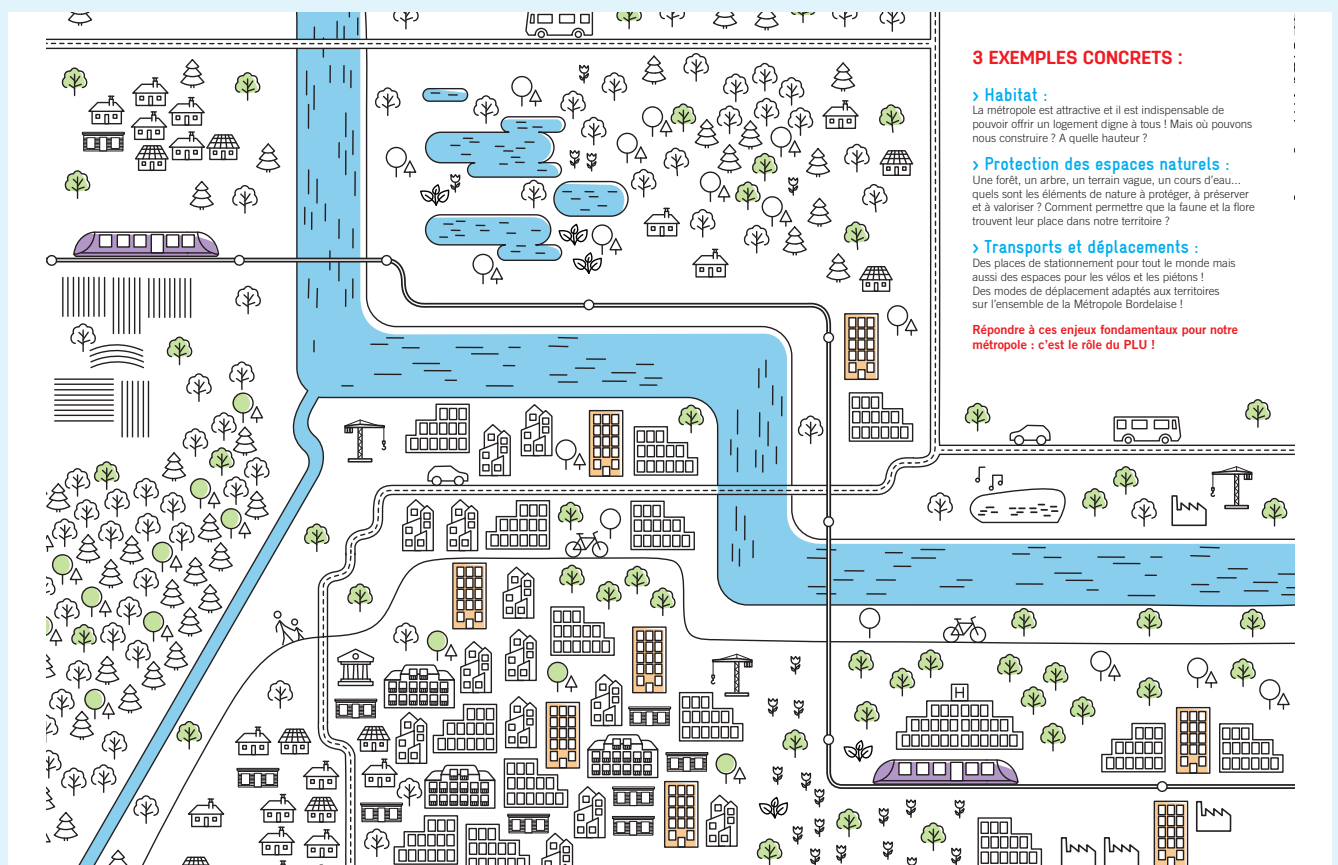 3 EXEMPLES CONCRETS :
› Habitat :
La métropole est attractive et il est indispensable de
pouvoir offrir un logement digne à tous ! Mais où pouvons
nous construire ? A quelle hauteur ?
› Protection des espaces naturels :
Une forêt, un arbre, un terrain vague, un cours d'eau...
quels sont les éléments de nature à protéger, à préserver
et à valoriser ? Comment permettre que la faune et la flore
trouvent leur place dans notre territoire ?
› Transports et déplacements :
Des places de stationnement pour tout le monde mais
aussi des espaces pour les vélos et les piétons !
Des modes de déplacement adaptés aux territoires
sur l'ensemble de la Métropole Bordelaise !
Répondre à ces enjeux fondamentaux pour notre
métropole : c'est le rôle du PLU !
H